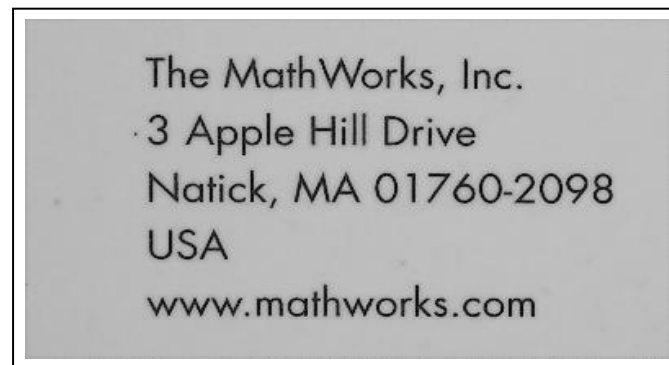 The MathWorks, Inc.
3 Apple Hill Drive
Natick, MA 01760-2098
USA
www.mathworks.com